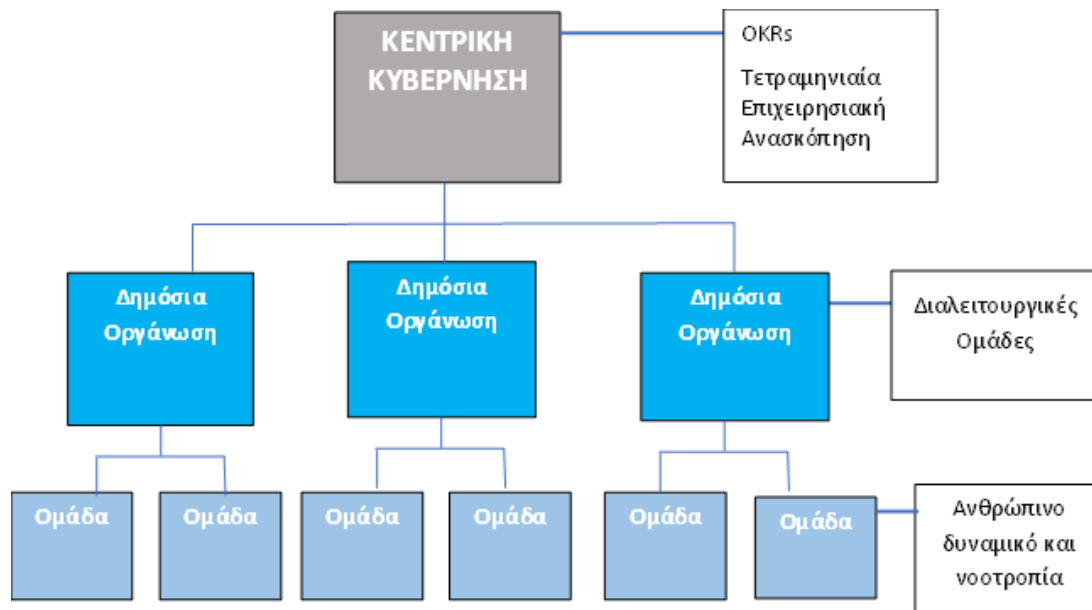 ΚΕΝΤΡΙΚΗ
ΚΥΒΕΡΝΗΣΗ
OKRs
Τετραμηνιαία
Επιχειρησιακή
Ανασκόπηση
Δημόσια
Οργάνωση
Δημόσια
Οργάνωση
Δημόσια
Οργάνωση
Διαλειτουργικές
Ομάδες
Ομάδα
Ομάδα
Ομάδα
Ομάδα
Ομάδα
Ομάδα
Ανθρώπινο
δυναμικό και
νοοτροπία